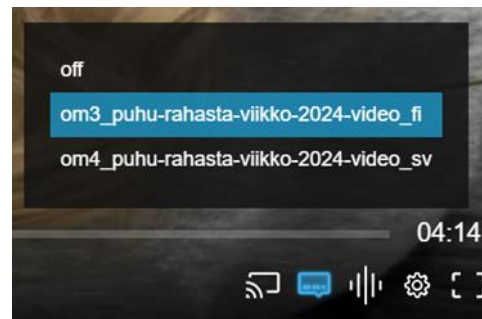 off
om3_puhu-rahasta-viikko-2024-video_fi
om4_puhu-rahasta-viikko-2024-video_sv
04:14